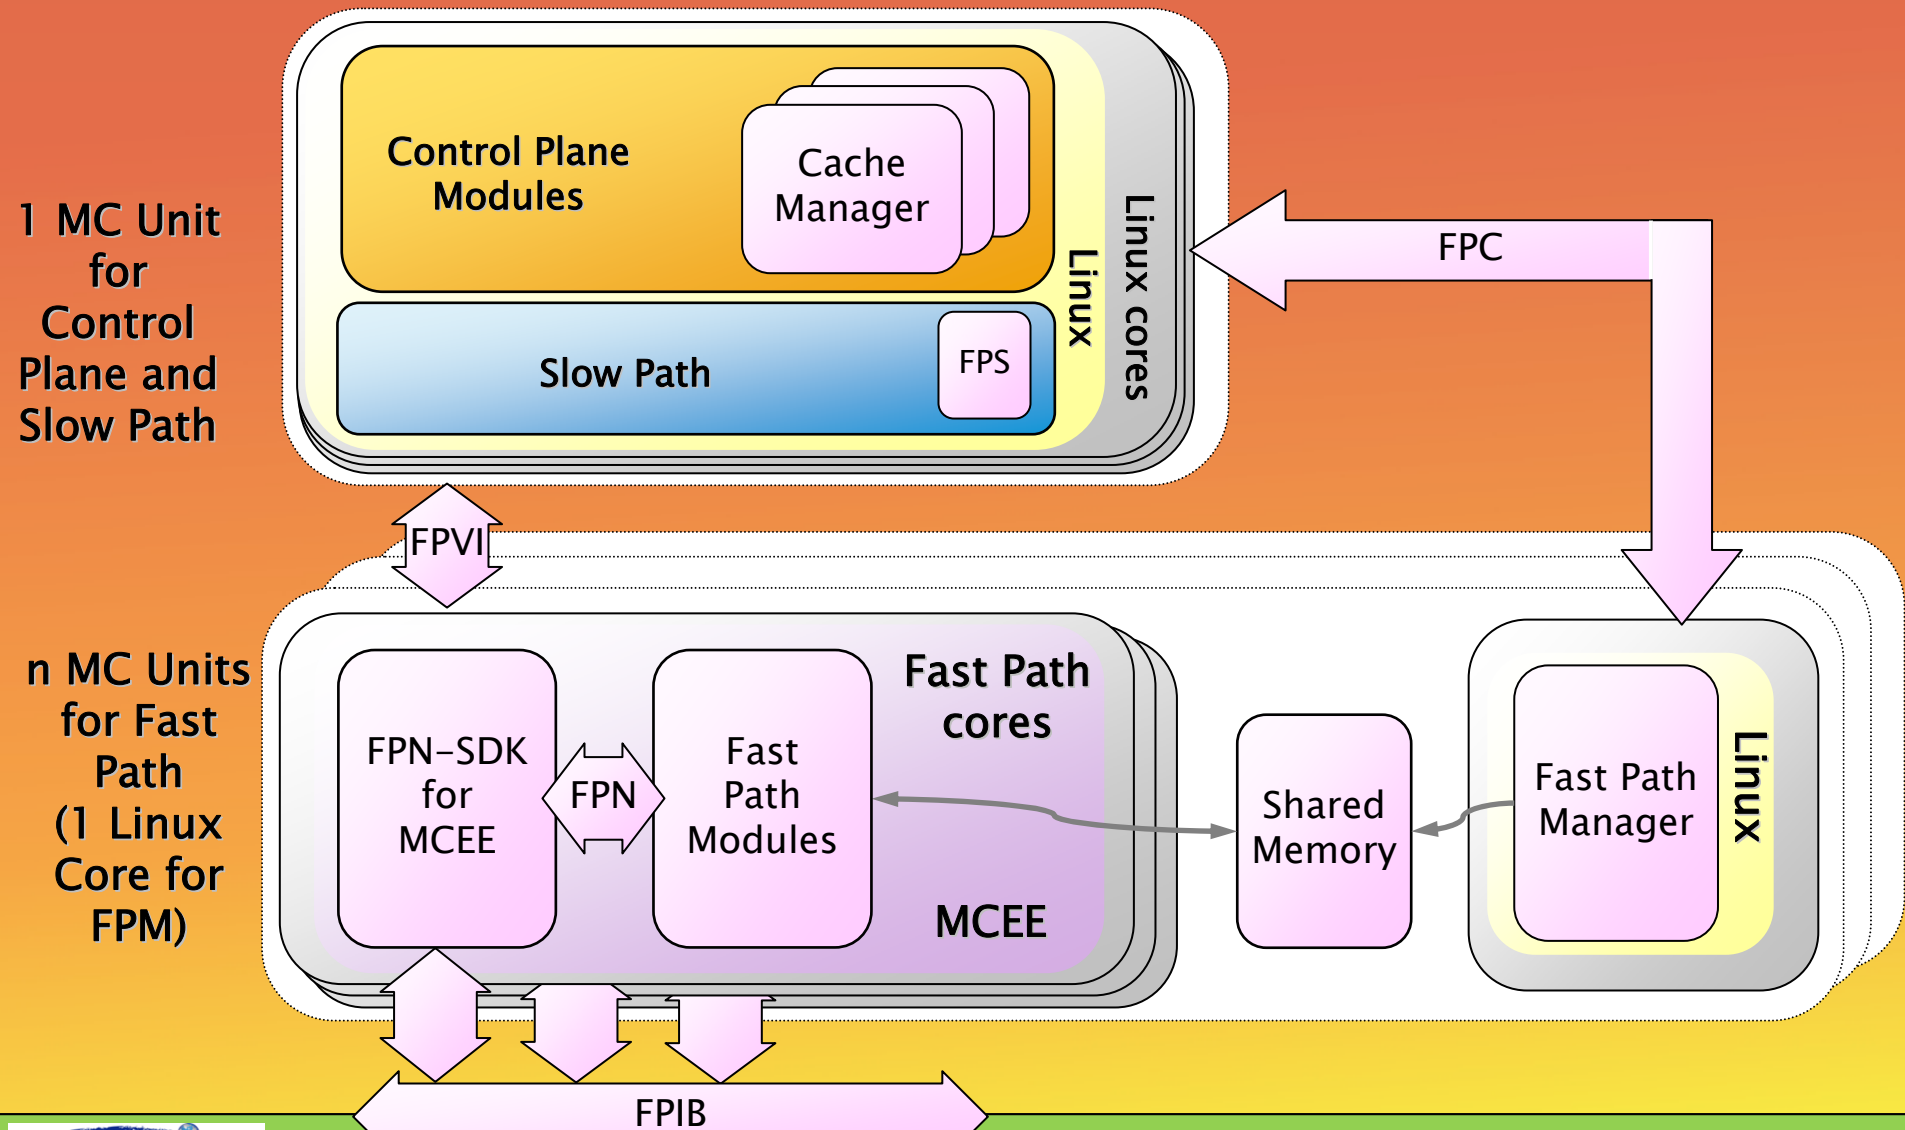 1 MC Unit
for
Control
Plane and
Slow Path
Control Plane
Modules
Cache
Manager
Linux
Linux cores
Slow Path
FPS
FPC
FPVI
n MC Units
for Fast
Path
(1 Linux
Core for
FPM)
FPN-SDK
for
MCEE
FPN
Fast
Path
Modules
Fast Path
cores
MCEE
Shared
Memory
Fast Path
Manager
Linux
FPIB